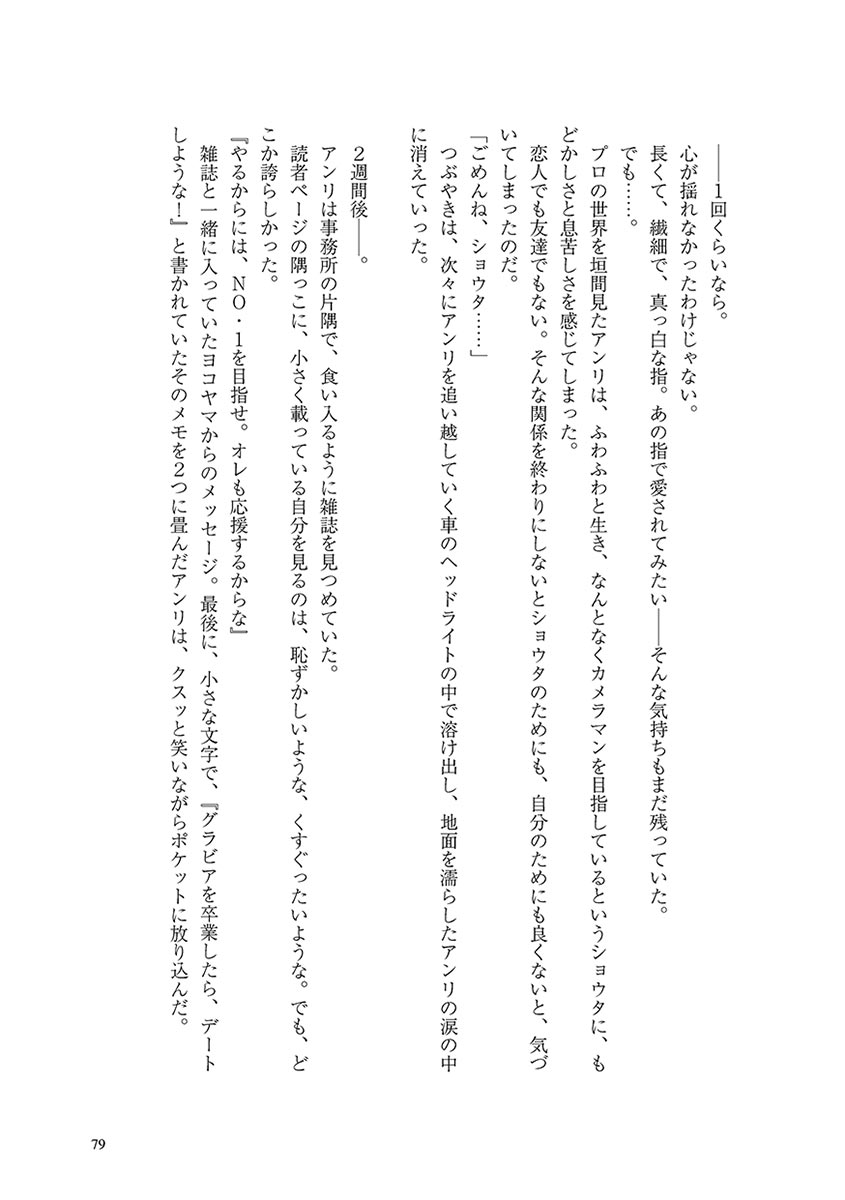 ――１回くらいなら。
心が揺れなかったわけじゃない。
長くて、繊細で、真っ白な指。あの指で愛されてみたい――そんな気持ちもまだ残っていた。
でも……。
プロの世界を垣間見たアンリは、ふわふわと生き、なんとなくカメラマンを目指しているというショウタに、も
どかしさと息苦しさを感じてしまった。
恋人でも友達でもない。そんな関係を終わりにしないとショウタのためにも、自分のためにも良くないと、気づ
いてしまったのだ。
「ごめんね、ショウタ……」
つぶやきは、次々にアンリを追い越していく車のヘッドライトの中で溶け出し、地面を濡らしたアンリの涙の中
に消えていった。
２週間後――。
アンリは事務所の片隅で、食い入るように雑誌を見つめていた。
読者ページの隅っこに、小さく載っている自分を見るのは、恥ずかしいような、くすぐったいような。でも、ど
こか誇らしかった。
『やるからには、ＮＯ・１を目指せ。オレも応援するからな』
雑誌と一緒に入っていたヨコヤマからのメッセージ。最後に、小さな文字で、『グラビアを卒業したら、デート
しような！』と書かれていたそのメモを２つに畳んだアンリは、クスッと笑いながらポケットに放り込んだ。
79